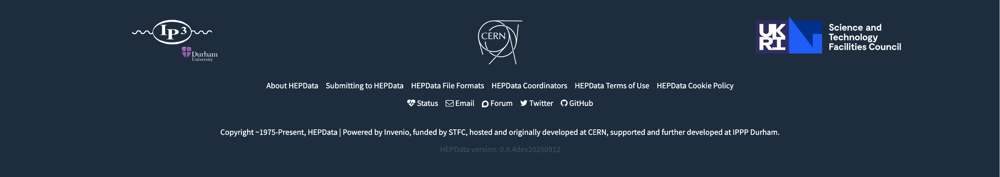 IP3
Durham
University
CERN
UK
RI
Science and
Technology
Facilities Council
About HEPData Submitting to HEPData HEPData File Formats HEPData Coordinators HEPData Terms of Use HEPData Cookie Policy
Status Email Forum Twitter GitHub
Copyright ~1975-Present, HEPData | Powered by Invenio, funded by STFC, hosted and originally developed at CERN, supported and further developed at IPPP Durham.
HEPData version: 0.9.4dev20250912